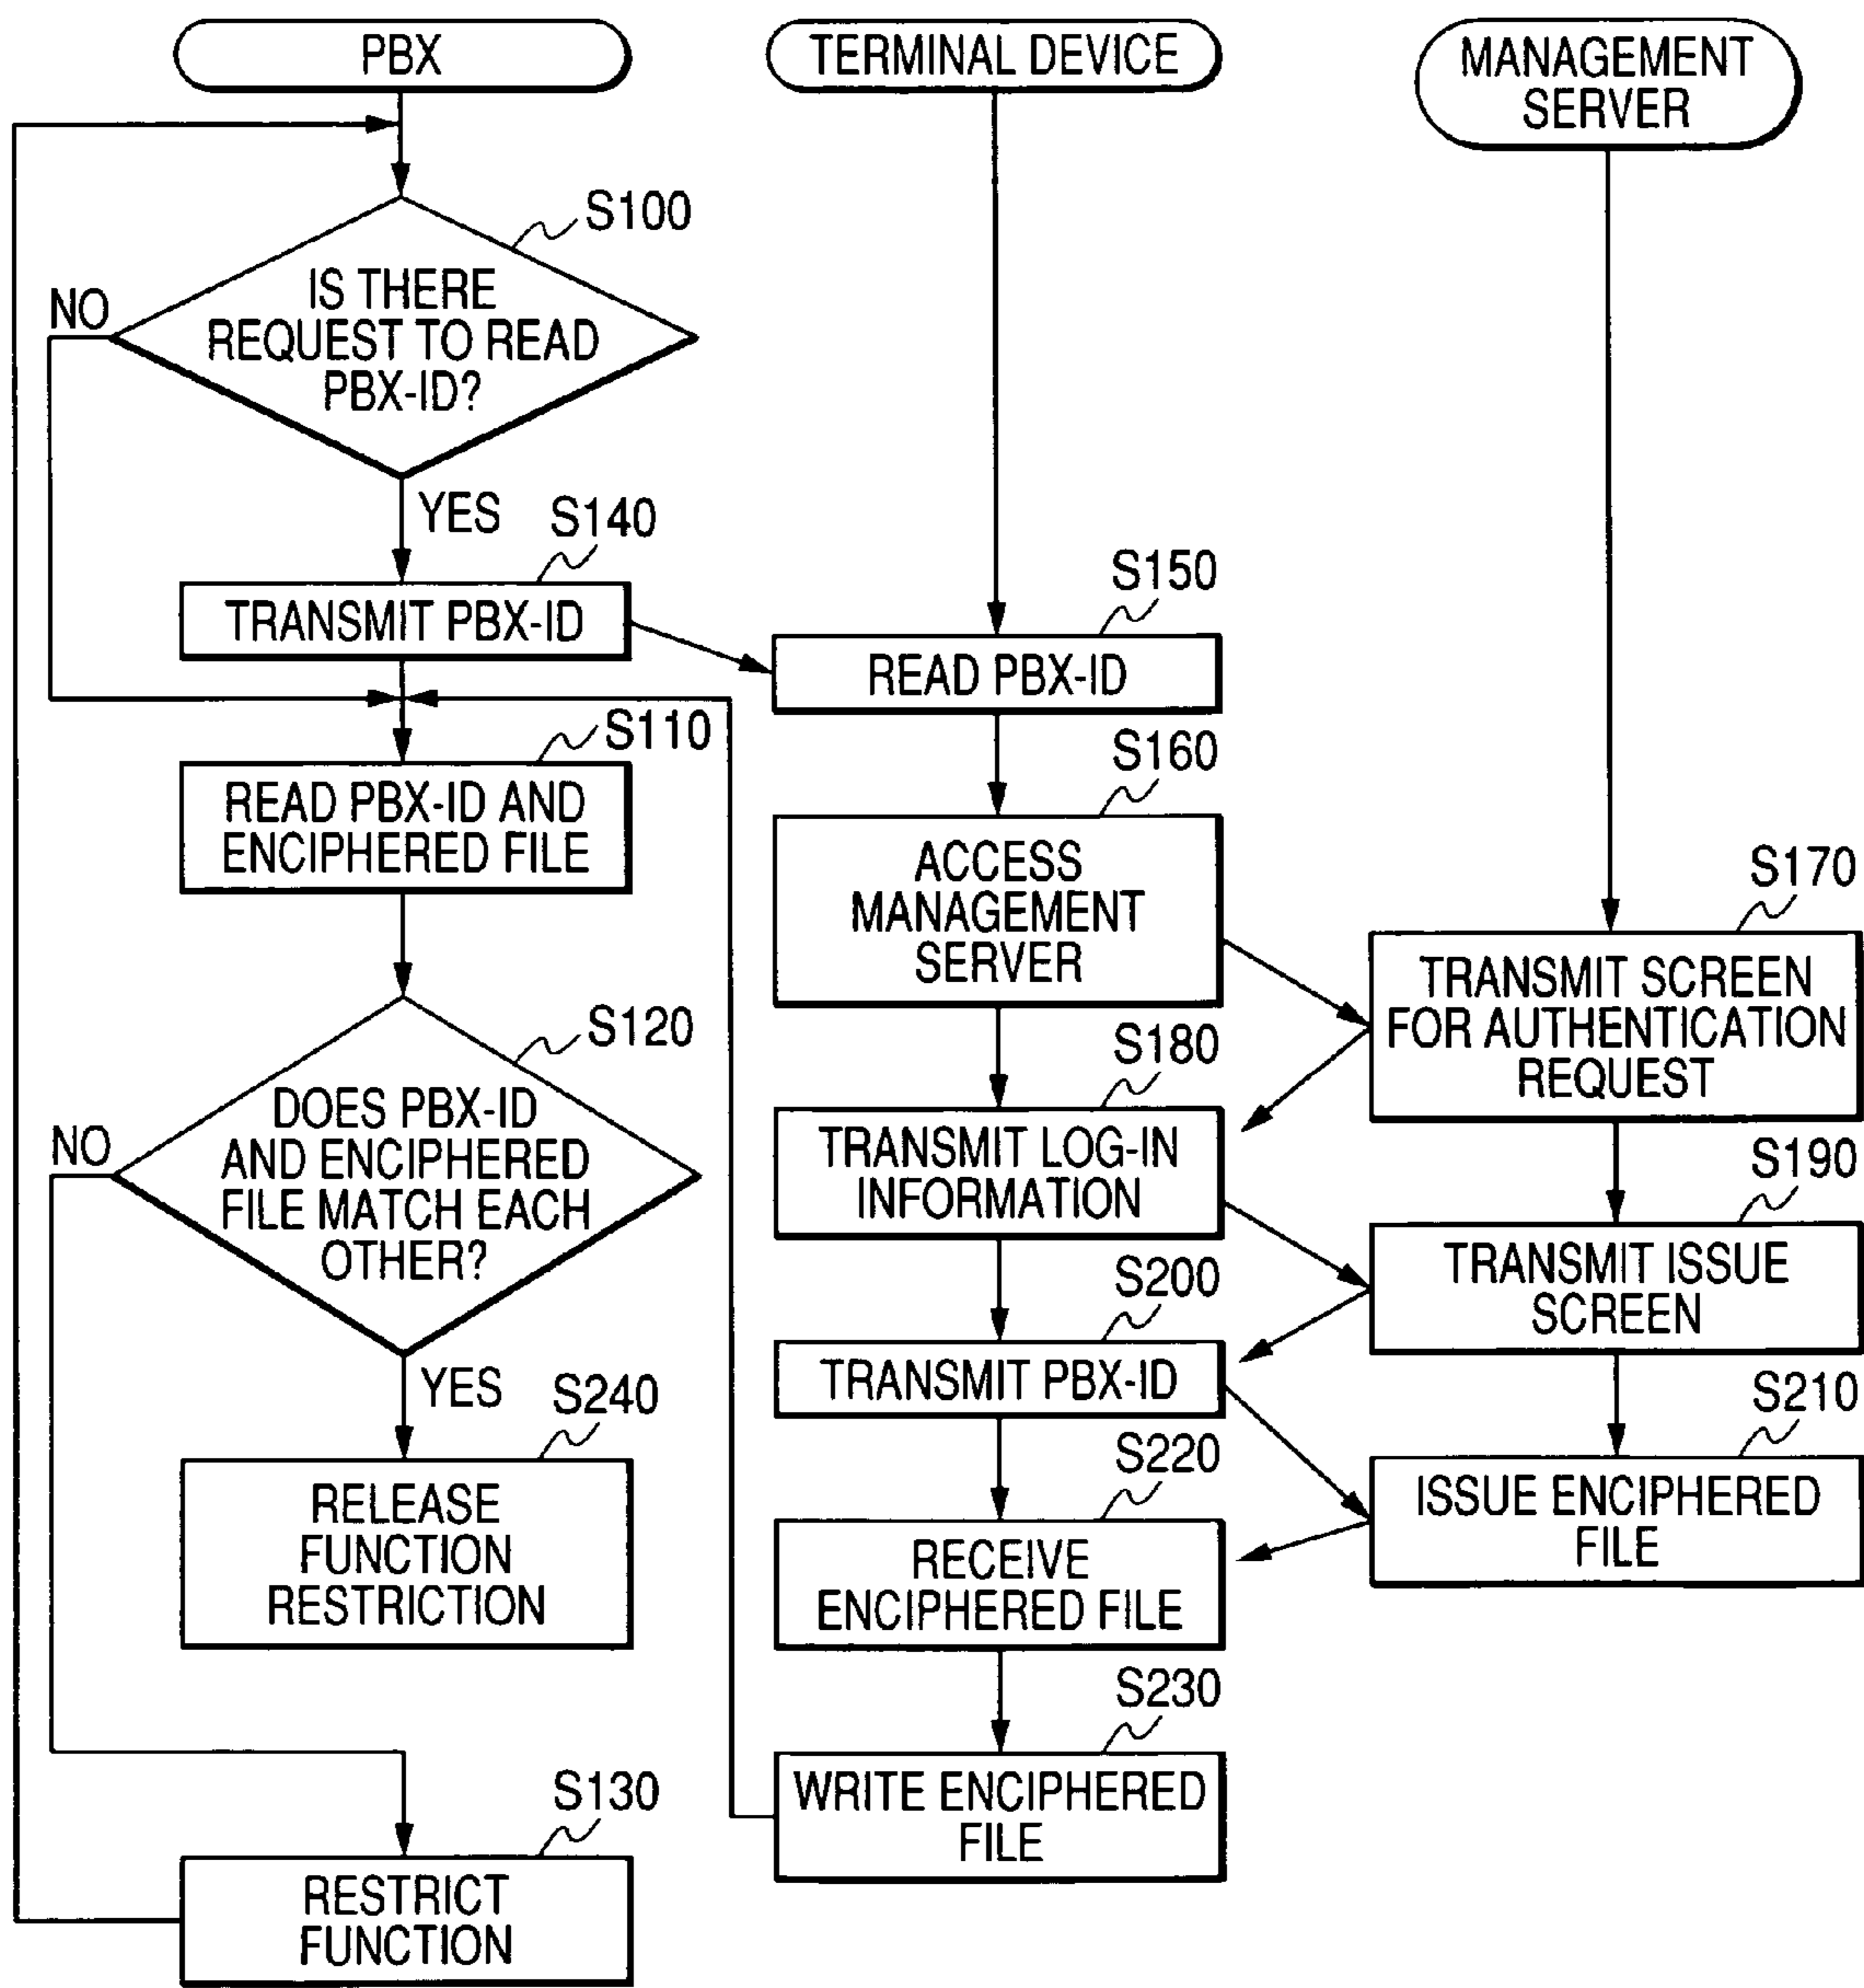 PBX
TERMINAL DEVICE
MANAGEMENT
SERVER
S100
IS THERE
REQUEST TO READ
PBX-ID?
NO
YES
S140
TRANSMIT PBX-ID
S150
READ PBX-ID
S110
READ PBX-ID AND
ENCIPHERED FILE
S160
ACCESS
MANAGEMENT
SERVER
S170
TRANSMIT SCREEN
FOR AUTHENTICATION
REQUEST
S120
DOES PBX-ID
AND ENCIPHERED
FILE MATCH EACH
OTHER?
NO
YES
S180
TRANSMIT LOG-IN
INFORMATION
S190
TRANSMIT ISSUE
SCREEN
S200
TRANSMIT PBX-ID
S210
ISSUE ENCIPHERED
FILE
S240
RELEASE
FUNCTION
RESTRICTION
S220
RECEIVE
ENCIPHERED FILE
S230
WRITE ENCIPHERED
FILE
S130
RESTRICT
FUNCTION